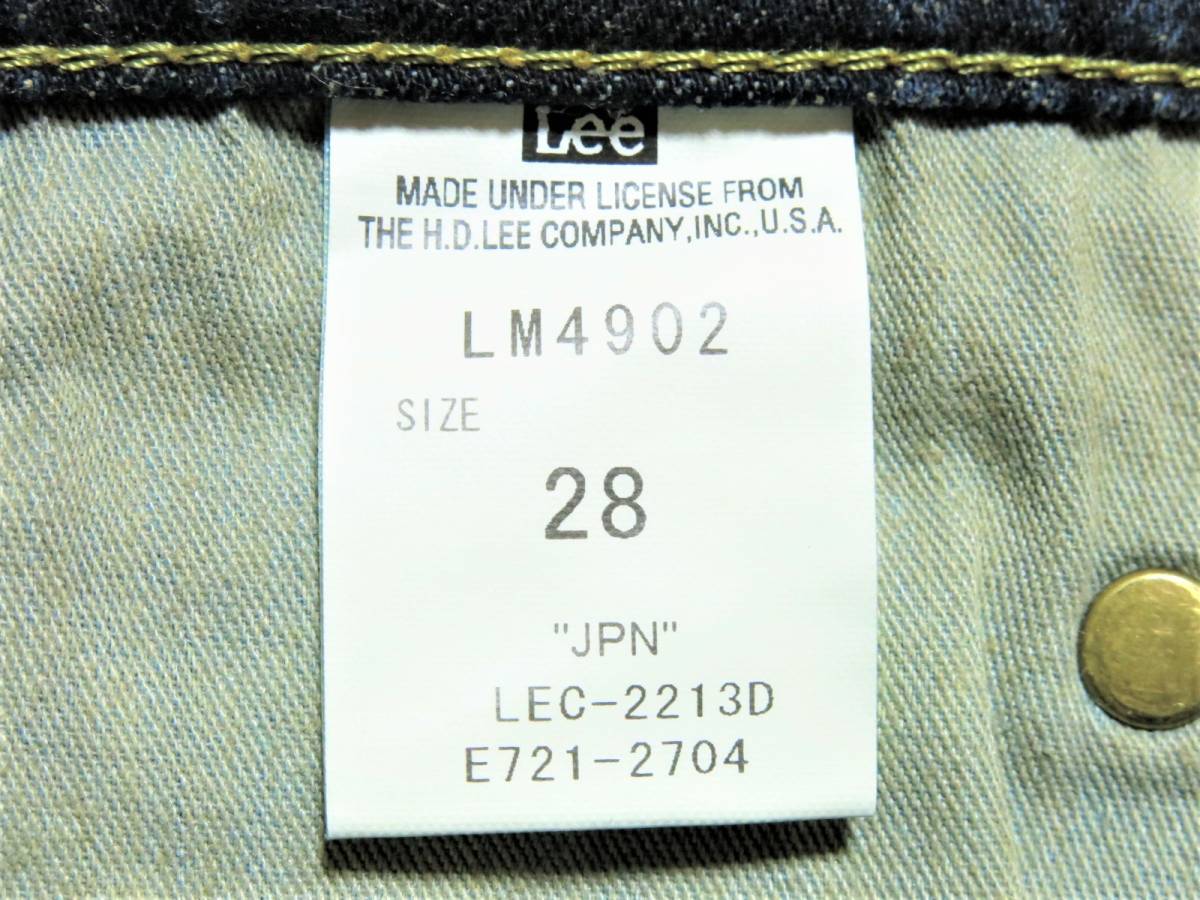 Lee
MADE UNDER LICENSE FROM
THE H.D.LEE COMPANY,INC.,U.S.A.
LM4902
SIZE
28
"JPN"
LEC-2213D
E721-2704